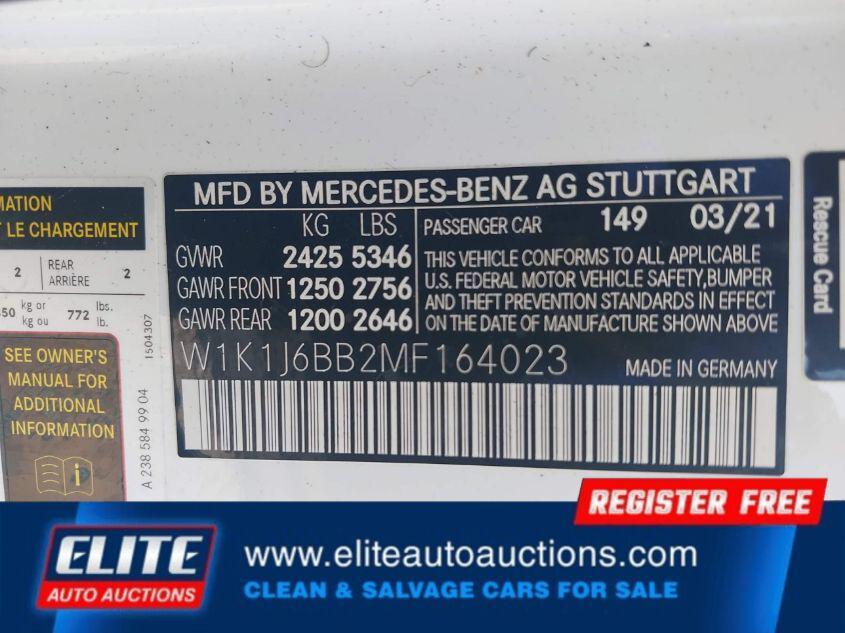 MATION
T LE CHARGEMENT
2 REAR ARRIÈRE 2
50 kg or kg ou 772 lbs. lb.
SEE OWNER'S
MANUAL FOR
ADDITIONAL
INFORMATION
1504307
A 238 584 99 04
MFD BY MERCEDES-BENZ AG STUTTGART
KG LBS
GVWR 2425 5346
GAWR FRONT 1250 2756
GAWR REAR 1200 2646
PASSENGER CAR 149 03/21
THIS VEHICLE CONFORMS TO ALL APPLICABLE
U.S. FEDERAL MOTOR VEHICLE SAFETY, BUMPER
AND THEFT PREVENTION STANDARDS IN EFFECT
ON THE DATE OF MANUFACTURE SHOWN ABOVE
W1K1J6BB2MF164023 MADE IN GERMANY
Rescue Card
REGISTER FREE
ELITE
AUTO AUCTIONS
www.eliteautoauctions.com
CLEAN & SALVAGE CARS FOR SALE